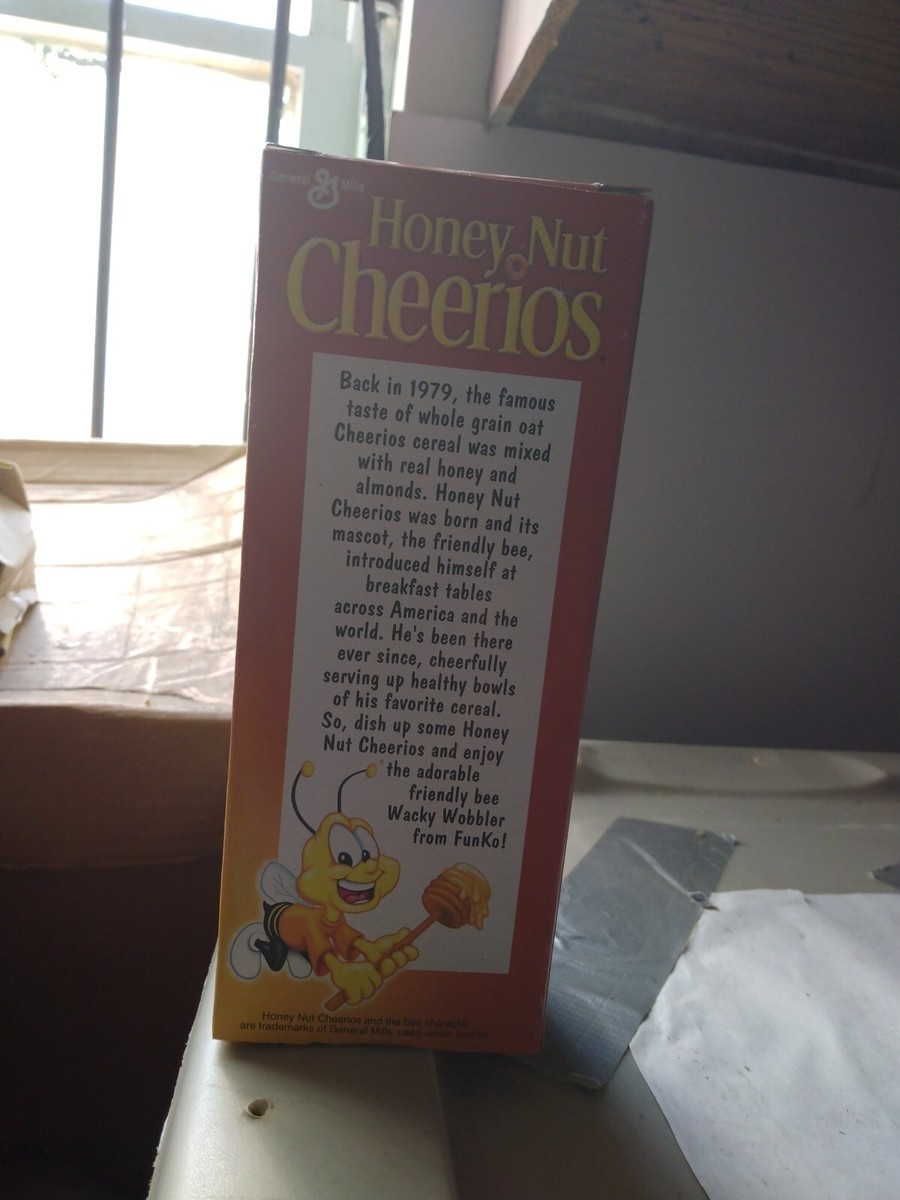 General Mills
Honey Nut
Cheerios
Back in 1979, the famous
taste of whole grain oat
Cheerios cereal was mixed
with real honey and
almonds. Honey Nut
Cheerios was born and its
mascot, the friendly bee,
introduced himself at
breakfast tables
across America and the
world. He's been there
ever since, cheerfully
serving up healthy bowls
of his favorite cereal.
So, dish up some Honey
Nut Cheerios and enjoy
the adorable
friendly bee
Wacky Wobbler
from FunKo!
Honey Nut Cheerios and the bee character
are trademarks of General Mills, used under license.